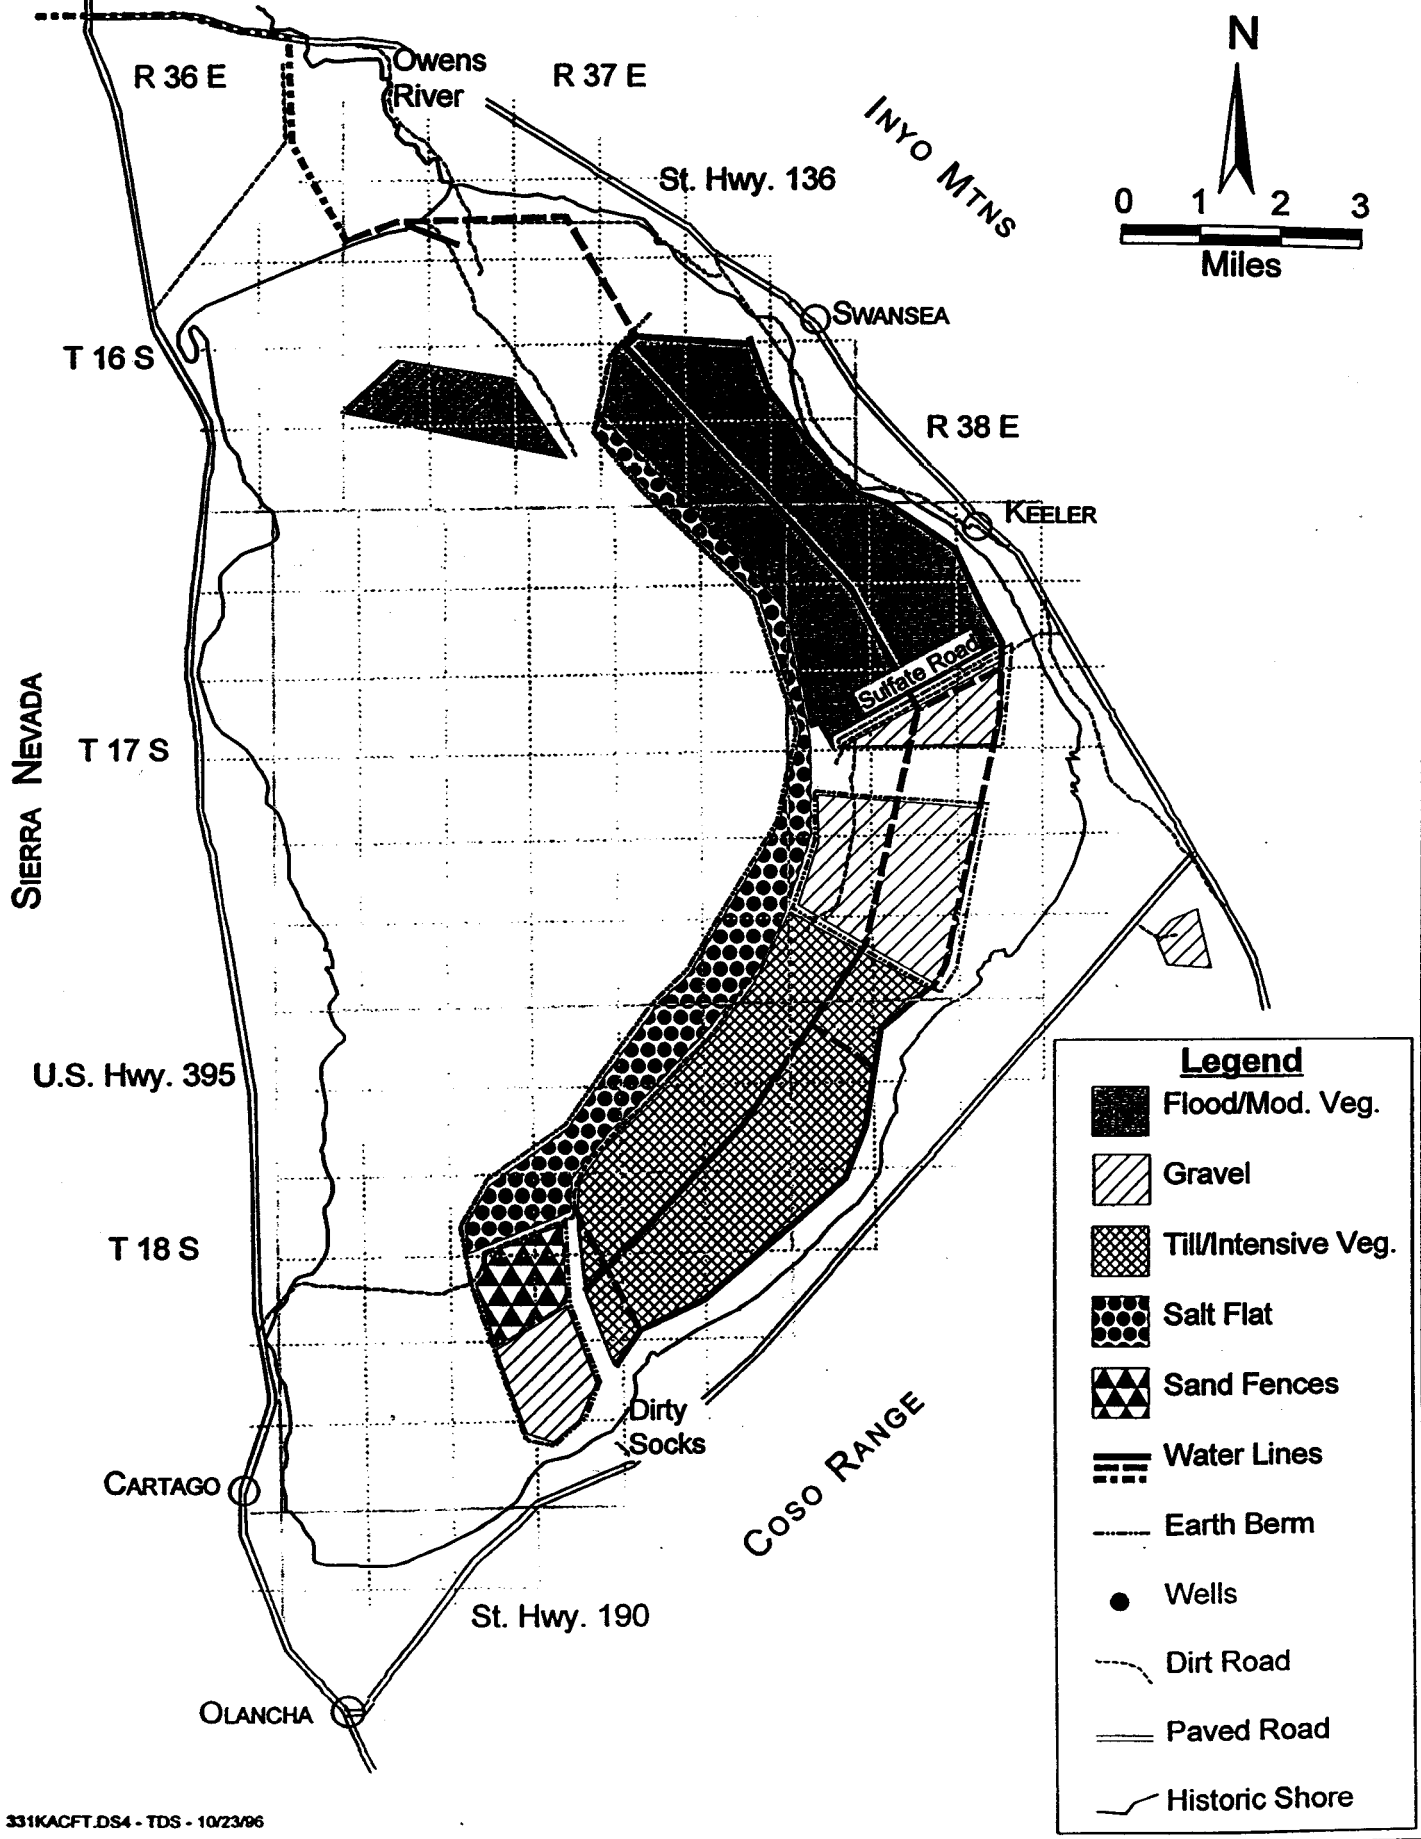 Owens
River
R 36 E
R 37 E
N
INYO MTNS
St. Hwy. 136
0 1 2 3
Miles
SWANSEA
T 16 S
R 38 E
KEELER
Sulfate Road
SIERRA NEVADA
T 17 S
U.S. Hwy. 395
T 18 S
Dirty
Socks
COSO RANGE
CARTAGO
St. Hwy. 190
OLANCHA
Legend
Flood/Mod. Veg.
Gravel
Till/Intensive Veg.
Salt Flat
Sand Fences
Water Lines
Earth Berm
Wells
Dirt Road
Paved Road
Historic Shore
331KACFT.DS4 - TDS - 10/23/96